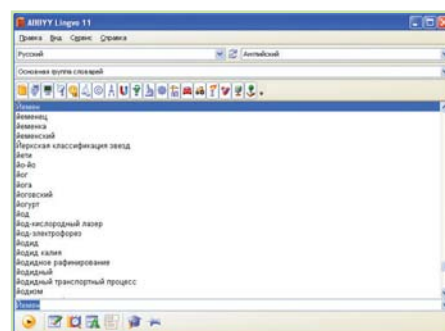 ABBYY Lingvo 11
Правка Вид Сервис Справка
Русский Английский
Основная группа словарей
Йемен
йеменец
йеменка
йеменский
Йеркская классификация звезд
йети
йо-йо
йог
йога
йоговский
йогурт
йод
йод-кислородный лазер
йод-электрофорез
йодид
йодид калия
йодидное рафинирование
йодидный
йодидный транспортный процесс
йодизм
Йемен